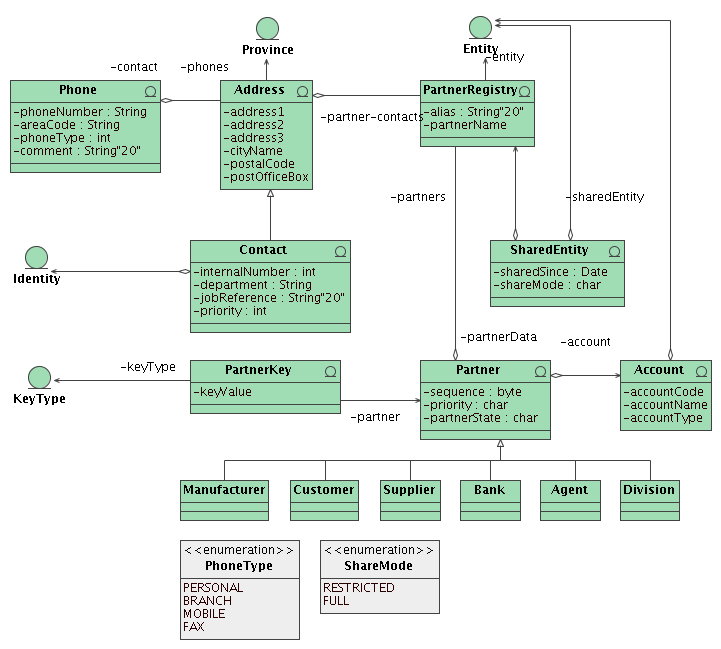 Province
Entity
-entity
-contact
-phones
Phone
-phoneNumber : String
-areaCode : String
-phoneType : int
-comment : String"20"
Address
-address1
-address2
-address3
-cityName
-postalCode
-postOfficeBox
-partner-contacts
PartnerRegistry
-alias : String"20"
-partnerName
-partners
-sharedEntity
Identity
Contact
-internalNumber : int
-department : String
-jobReference : String"20"
-priority : int
SharedEntity
-sharedSince : Date
-shareMode : char
-partnerData
-account
KeyType
-keyType
PartnerKey
-keyValue
-partner
Partner
-sequence : byte
-priority : char
-partnerState : char
Account
-accountCode
-accountName
-accountType
Manufacturer
Customer
Supplier
Bank
Agent
Division
<<enumeration>>
PhoneType
PERSONAL
BRANCH
MOBILE
FAX
<<enumeration>>
ShareMode
RESTRICTED
FULL